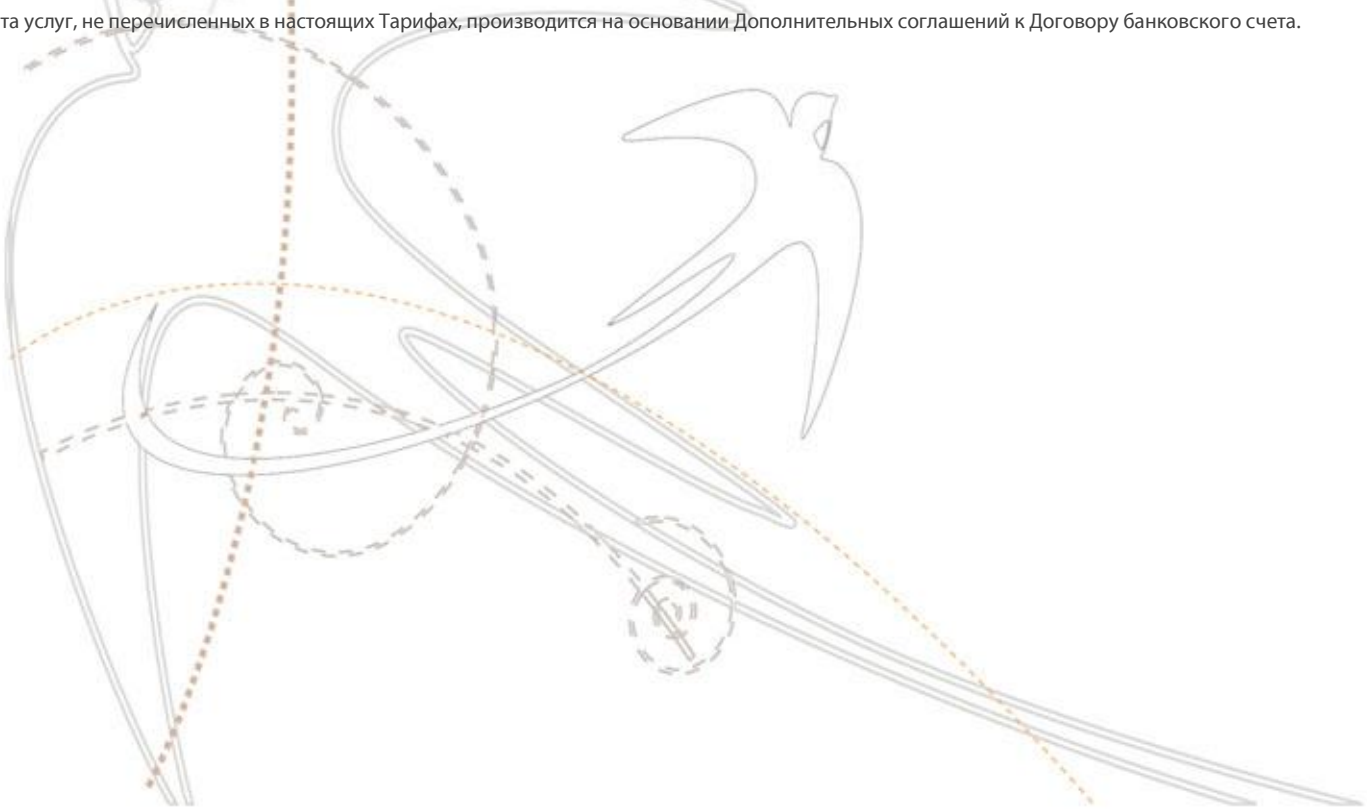 та услуг, не перечисленных в настоящих Тарифах, производится на основании Дополнительных соглашений к Договору банковского счета.